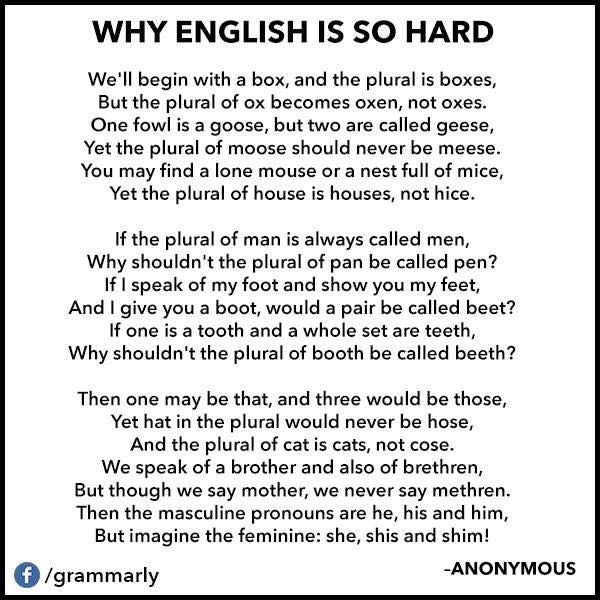 WHY ENGLISH IS SO HARD
We'll begin with a box, and the plural is boxes,
But the plural of ox becomes oxen, not oxes.
One fowl is a goose, but two are called geese,
Yet the plural of moose should never be meese.
You may find a lone mouse or a nest full of mice,
Yet the plural of house is houses, not hice.
If the plural of man is always called men,
Why shouldn't the plural of pan be called pen?
If I speak of my foot and show you my feet,
And I give you a boot, would a pair be called beet?
If one is a tooth and a whole set are teeth,
Why shouldn't the plural of booth be called beeth?
Then one may be that, and three would be those,
Yet hat in the plural would never be hose,
And the plural of cat is cats, not cose.
We speak of a brother and also of brethren,
But though we say mother, we never say methren.
Then the masculine pronouns are he, his and him,
But imagine the feminine: she, shis and shim!
f /grammarly
-ANONYMOUS